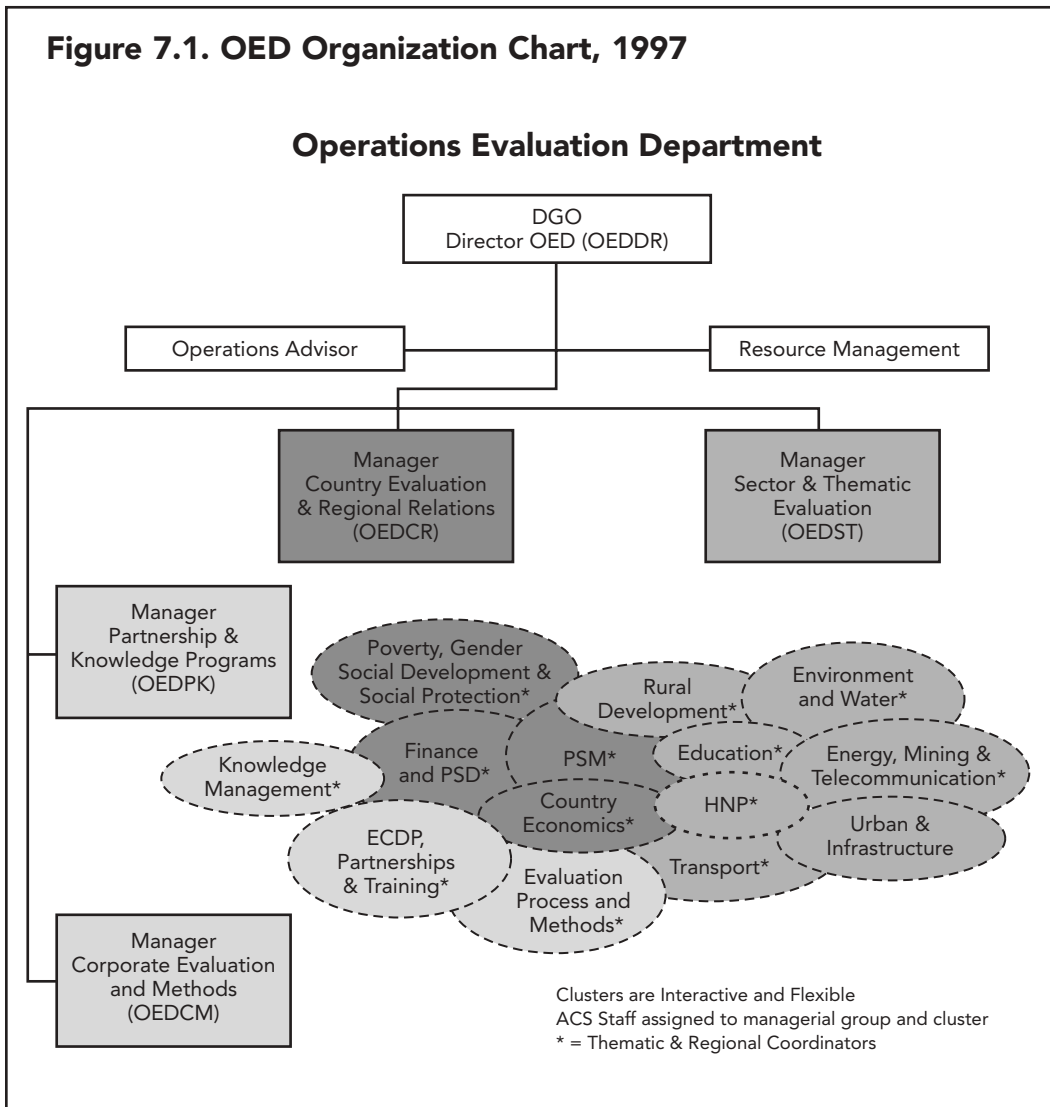 Figure 7.1. OED Organization Chart, 1997
Operations Evaluation Department
DGO
Director OED (OEDDR)
Operations Advisor
Resource Management
Manager
Country Evaluation
& Regional Relations
(OEDCR)
Manager
Sector & Thematic
Evaluation
(OEDST)
Manager
Partnership &
Knowledge Programs
(OEDPK)
Poverty, Gender
Social Development &
Social Protection*
Rural
Development*
Environment
and Water*
Knowledge
Management*
Finance
and PSD*
PSM*
Education*
Energy, Mining &
Telecommunication*
Country
Economics*
HNP*
Urban &
Infrastructure
ECDP,
Partnerships
& Training*
Evaluation
Process and
Methods*
Transport*
Manager
Corporate Evaluation
and Methods
(OEDCM)
Clusters are Interactive and Flexible
ACS Staff assigned to managerial group and cluster
* = Thematic & Regional Coordinators